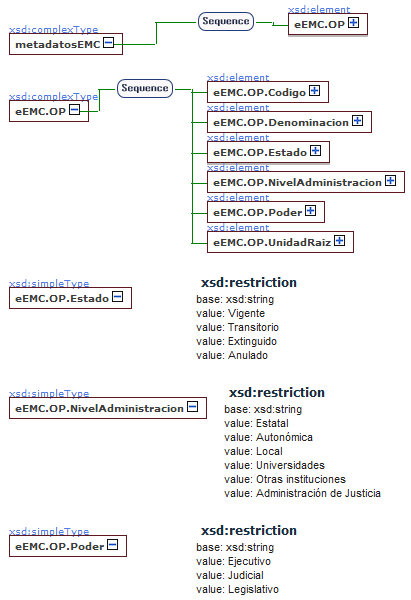 xsd:complexType
metadatosEMC
Sequence
xsd:element
eEMC.OP
xsd:complexType
eEMC.OP
Sequence
xsd:element
eEMC.OP.Codigo
xsd:element
eEMC.OP.Denominacion
xsd:element
eEMC.OP.Estado
xsd:element
eEMC.OP.NivelAdministracion
xsd:element
eEMC.OP.Poder
xsd:element
eEMC.OP.UnidadRaiz
xsd:simpleType
eEMC.OP.Estado
xsd:restriction
base: xsd:string
value: Vigente
value: Transitorio
value: Extinguido
value: Anulado
xsd:simpleType
eEMC.OP.NivelAdministracion
xsd:restriction
base: xsd:string
value: Estatal
value: Autonómica
value: Local
value: Universidades
value: Otras instituciones
value: Administración de Justicia
xsd:simpleType
eEMC.OP.Poder
xsd:restriction
base: xsd:string
value: Ejecutivo
value: Judicial
value: Legislativo